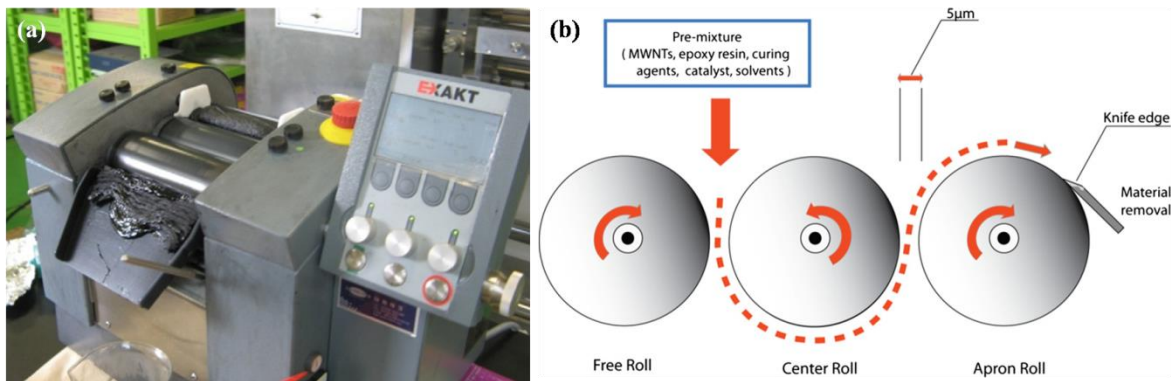 (a)
EXAKT
(b)
Pre-mixture
( MWNTs, epoxy resin, curing
agents, catalyst, solvents )
5μm
Knife edge
Material
removal
Free Roll
Center Roll
Apron Roll